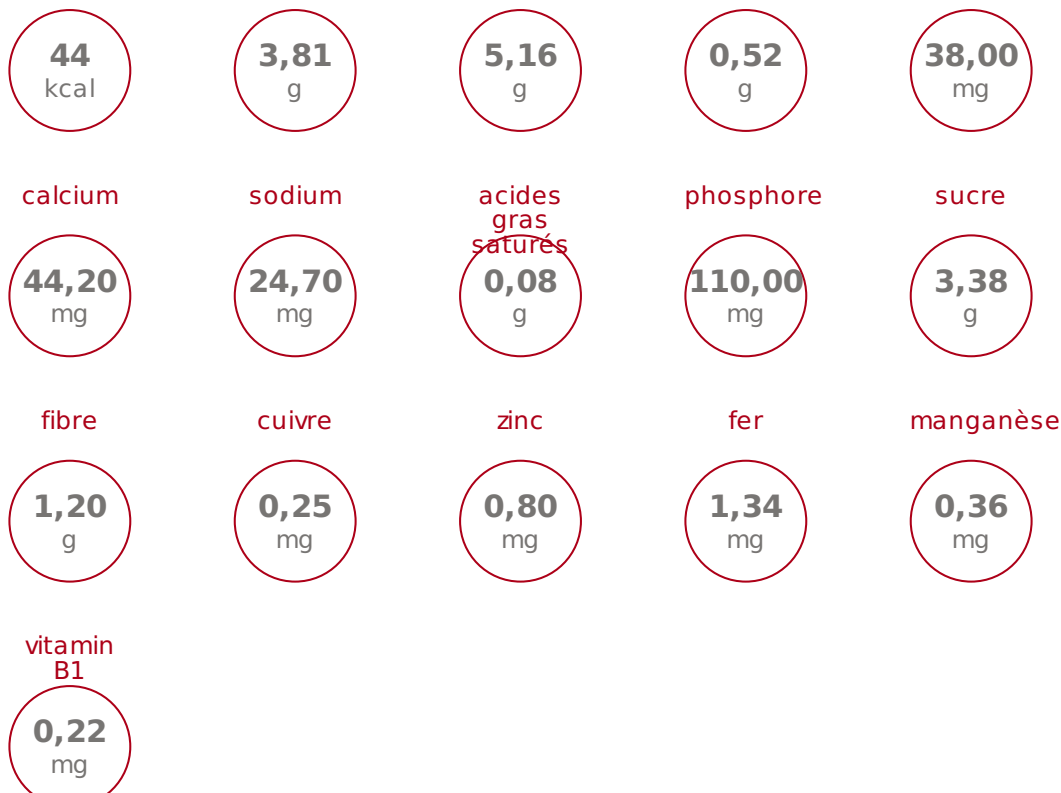 44
kcal
3,81
g
5,16
g
0,52
g
38,00
mg
calcium
sodium
acides
gras
saturés
phosphore
sucre
44,20
mg
24,70
mg
0,08
g
110,00
mg
3,38
g
fibre
cuivre
zinc
fer
manganèse
1,20
g
0,25
mg
0,80
mg
1,34
mg
0,36
mg
vitamin
B1
0,22
mg